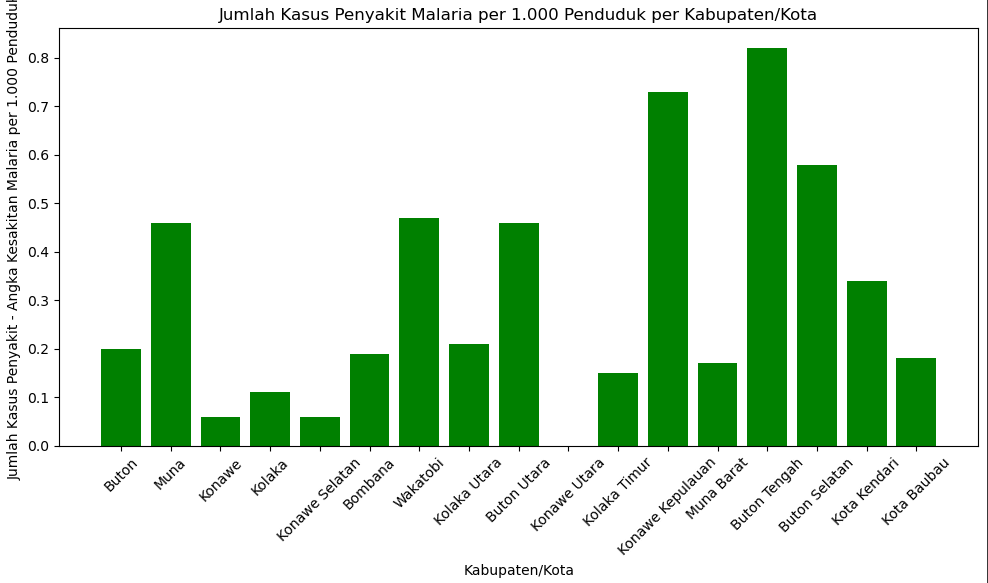 Jumlah Kasus Penyakit Malaria per 1.000 Penduduk per Kabupaten/Kota
Jumlah Kasus Penyakit - Angka Kesakitan Malaria per 1.000 Penduduk
0.8
0.7
0.6
0.5
0.4
0.3
0.2
0.1
0.0
Buton
Muna
Konawe
Kolaka
Konawe Selatan
Bombana
Wakatobi
Kolaka Utara
Buton Utara
Konawe Utara
Kolaka Timur
Konawe Kepulauan
Muna Barat
Buton Tengah
Buton Selatan
Kota Kendari
Kota Baubau
Kabupaten/Kota